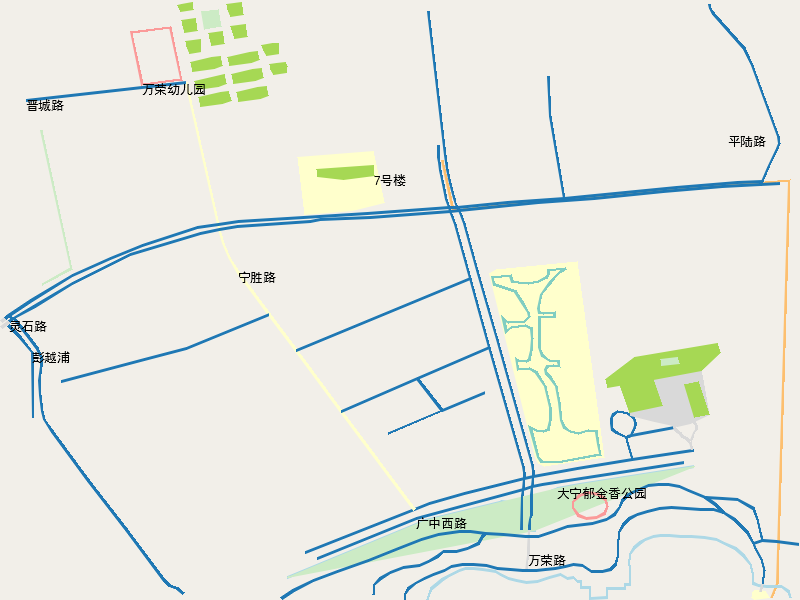 万荣幼儿园
晋城路
平陆路
7号楼
宁胜路
灵石路
彭越浦
大宁郁金香公园
广中西路
万荣路